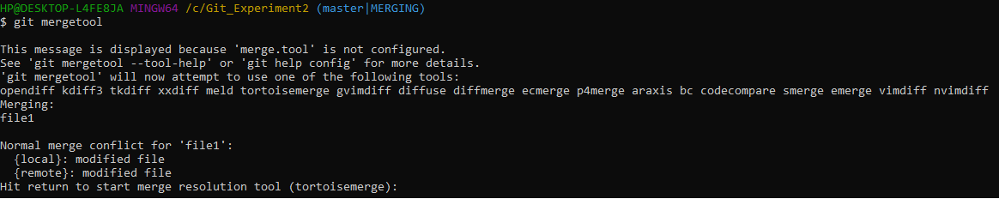 HP@DESKTOP-L4FE8JA MINGW64 /c/Git_Experiment2 (master|MERGING)
$ git mergetool
This message is displayed because 'merge.tool' is not configured.
See 'git mergetool --tool-help' or 'git help config' for more details.
'git mergetool' will now attempt to use one of the following tools:
opendiff kdiff3 tkdiff xxdiff meld tortoisemerge gvimdiff diffuse diffmerge ecmerge p4merge araxis bc codecompare smerge emerge vimdiff nvimdiff
Merging:
file1
Normal merge conflict for 'file1':
  {local}: modified file
  {remote}: modified file
Hit return to start merge resolution tool (tortoisemerge):